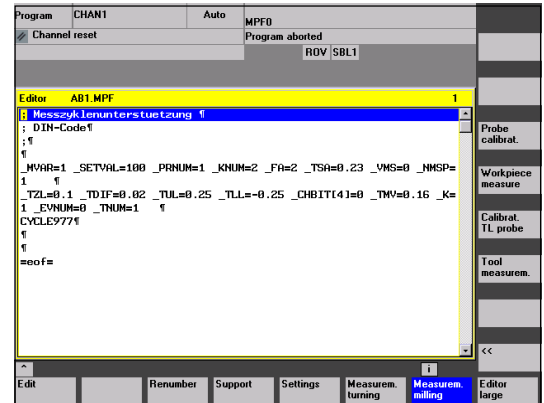 Program
CHAN1
Auto
MPF0
Channel reset
Program aborted
ROV SBL1
Editor AB1.MPF 1
; Messzyklenunterstuetzung ¶
; DIN-Code¶
;¶
¶
_MVAR=1 _SETVAL=100 _PRNUM=1 _KNUM=2 _FA=2 _TSA=0.23 _VMS=0 _NMSP=
1 ¶
_TZL=0.1 _TDIF=0.02 _TUL=0.25 _TLL=-0.25 _CHBIT[4]=0 _TMV=0.16 _K=
1 _EVNUM=0 _TNUM=1 ¶
CYCLE977¶
¶
¶
=eof=
Probe
calibrat.
Workpiece
measure
Calibrat.
TL probe
Tool
measurem.
<<
^
i
Edit
Renumber
Support
Settings
Measurem.
turning
Measurem.
milling
Editor
large